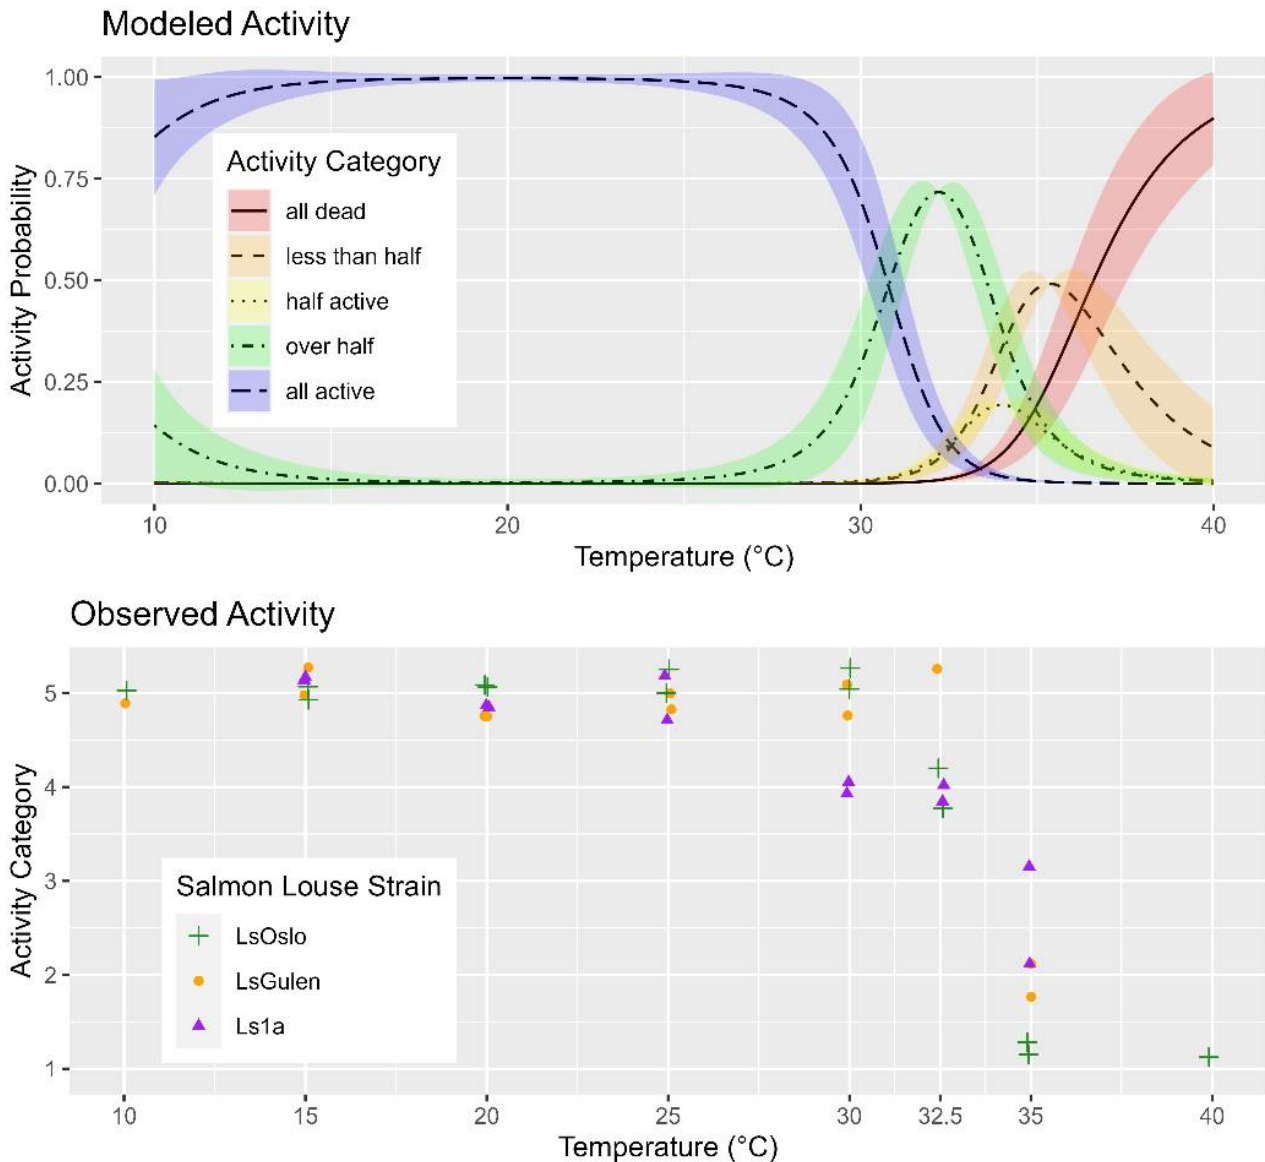 Modeled Activity
1.00
0.75
0.50
0.25
0.00
Activity Probability
Activity Category
all dead
less than half
half active
over half
all active
10
20
30
40
Temperature (°C)
Observed Activity
5
4
3
2
1
Activity Category
Salmon Louse Strain
LsOslo
LsGulen
Ls1a
10
15
20
25
30
32.5
35
40
Temperature (°C)